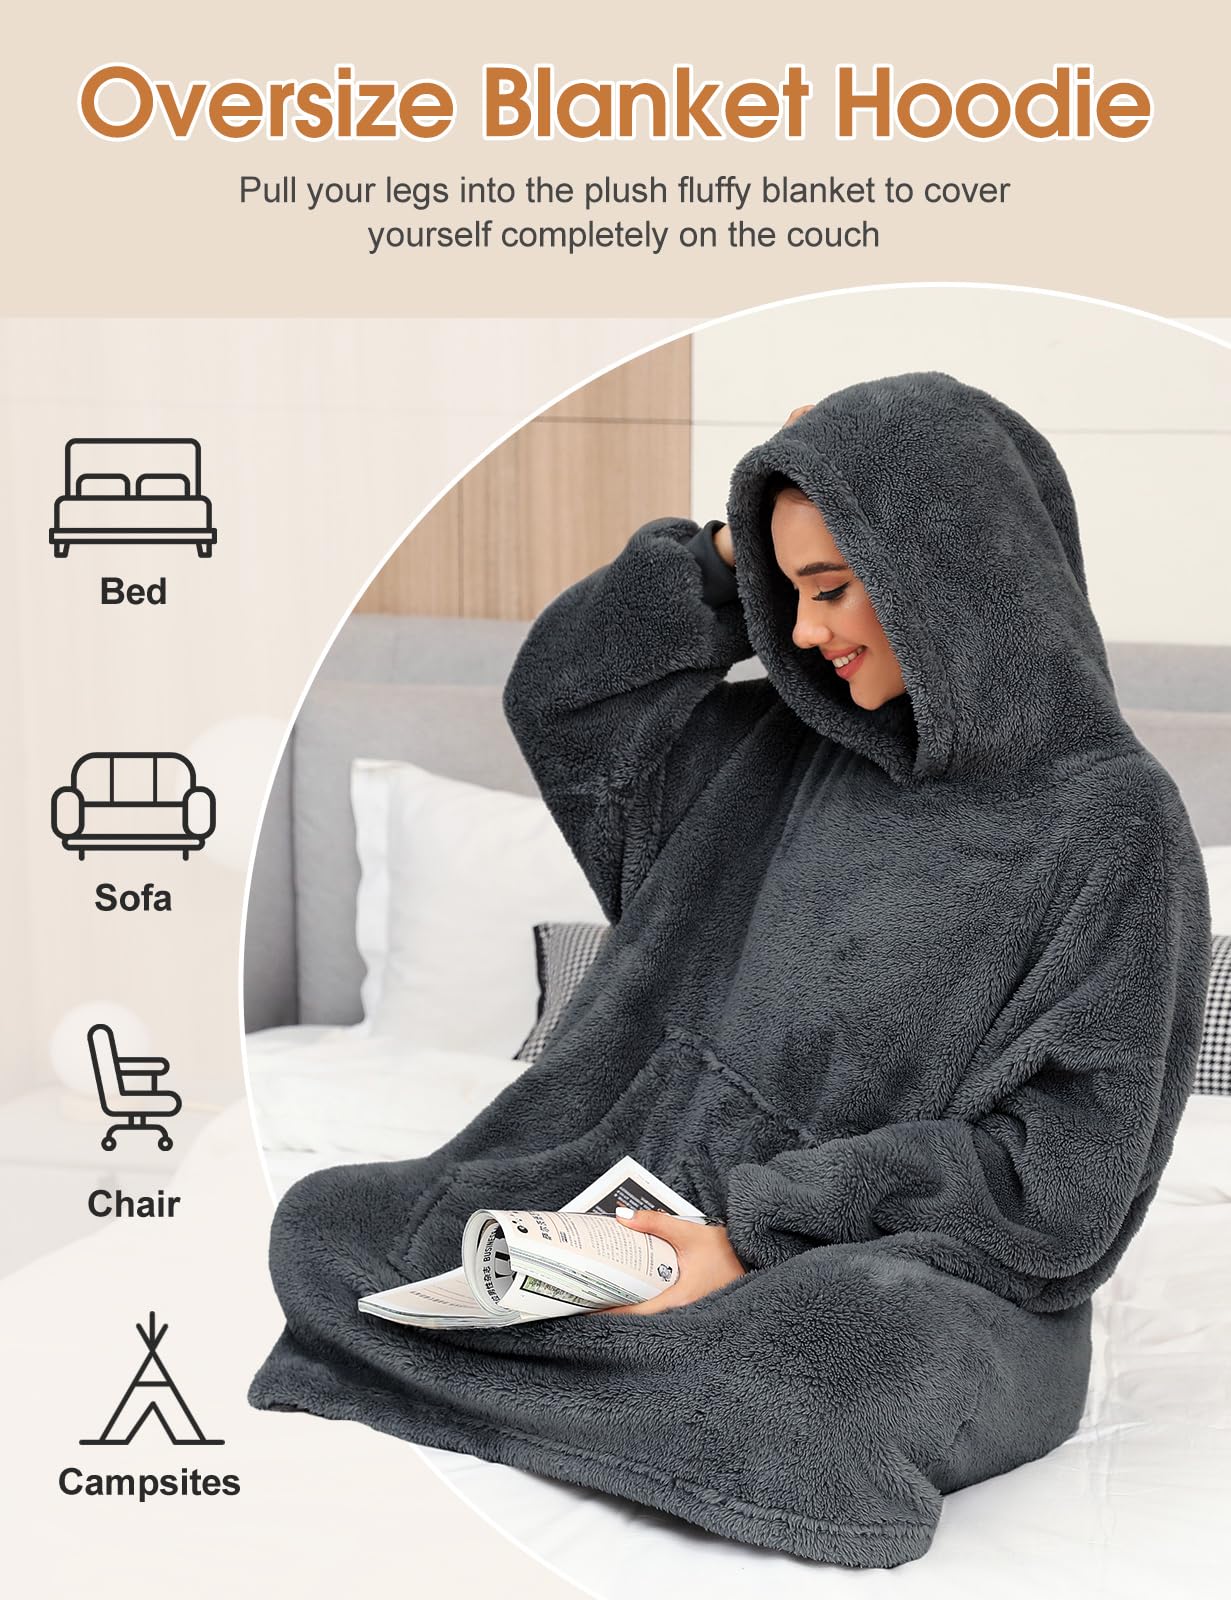 Oversize Blanket Hoodie
Pull your legs into the plush fluffy blanket to cover
yourself completely on the couch
Bed
Sofa
Chair
Campsites
BUSINESS